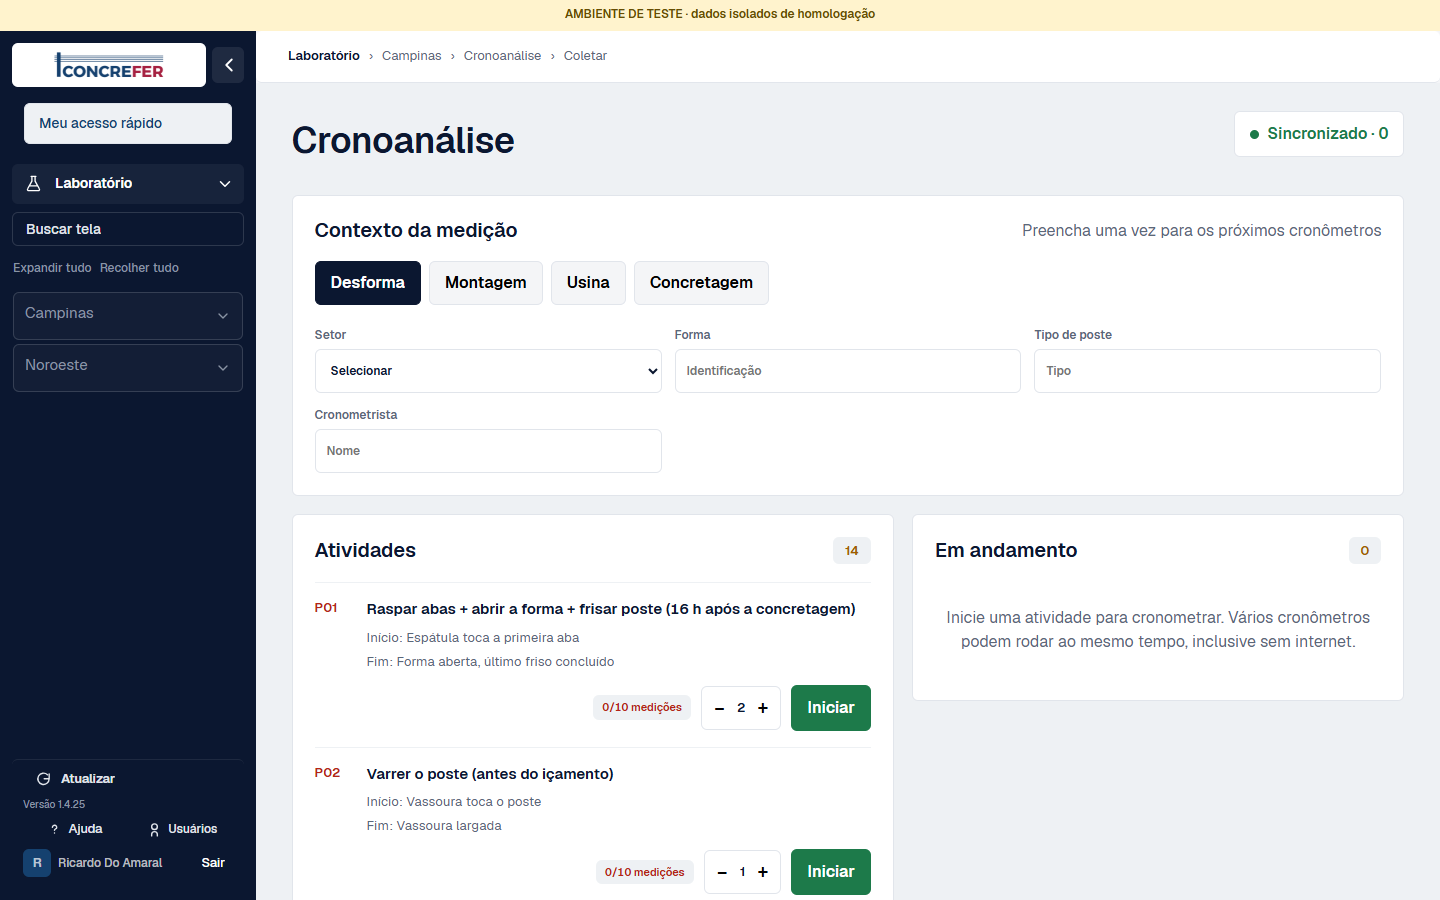 AMBIENTE DE TESTE · dados isolados de homologação
CONCREFER
Meu acesso rápido
Laboratório
Buscar tela
Expandir tudo Recolher tudo
Campinas
Noroeste
Atualizar
Versão 1.4.25
? Ajuda Usuários
R Ricardo Do Amaral Sair
Laboratório › Campinas › Cronoanálise › Coletar
Cronoanálise
Sincronizado · 0
Contexto da medição
Preencha uma vez para os próximos cronômetros
Desforma Montagem Usina Concretagem
Setor Forma Tipo de poste
Selecionar Identificação Tipo
Cronometrista
Nome
Atividades 14
P01 Raspar abas + abrir a forma + frisar poste (16 h após a concretagem)
Início: Espátula toca a primeira aba
Fim: Forma aberta, último friso concluído
0/10 medições – 2 + Iniciar
P02 Varrer o poste (antes do içamento)
Início: Vassoura toca o poste
Fim: Vassoura largada
0/10 medições – 1 + Iniciar
Em andamento 0
Inicie uma atividade para cronometrar. Vários cronômetros
podem rodar ao mesmo tempo, inclusive sem internet.